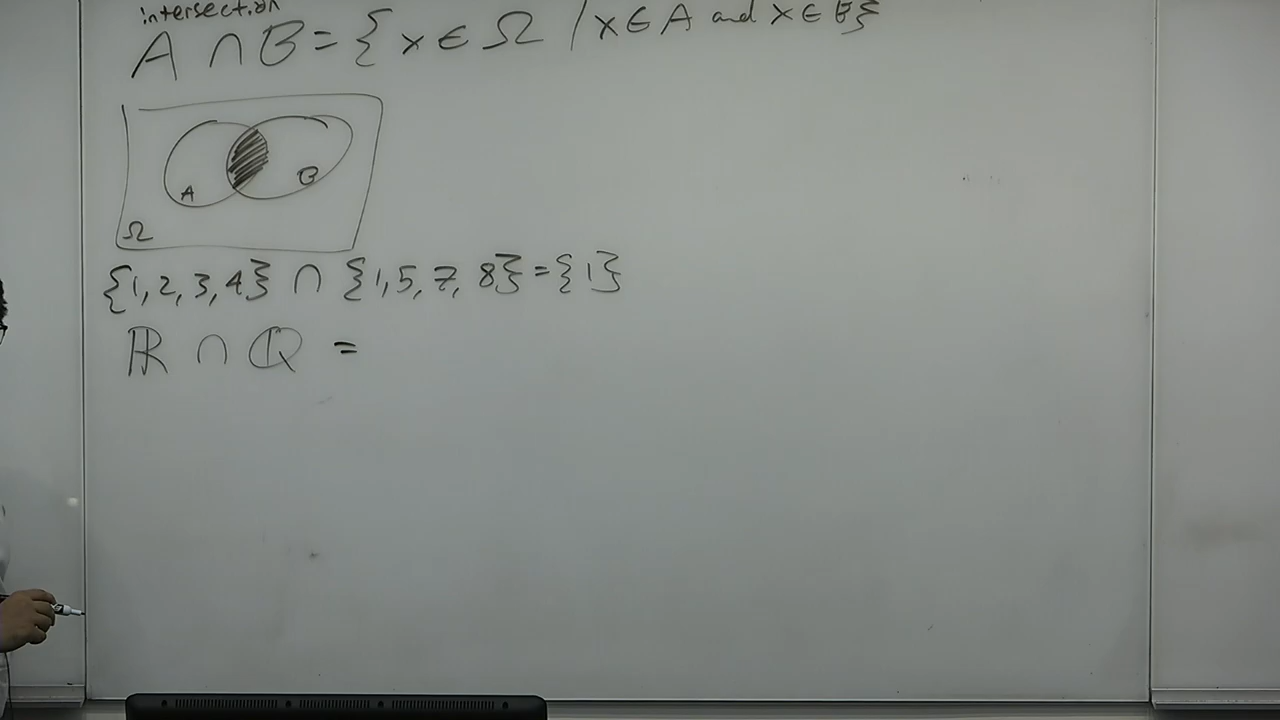 intersection
A ∩ B = { x ∈ Ω / x ∈ A and x ∈ B}
A
B
Ω
{1, 2, 3, 4} ∩ {1, 5, 7, 8} = {1}
ℝ ∩ ℚ =